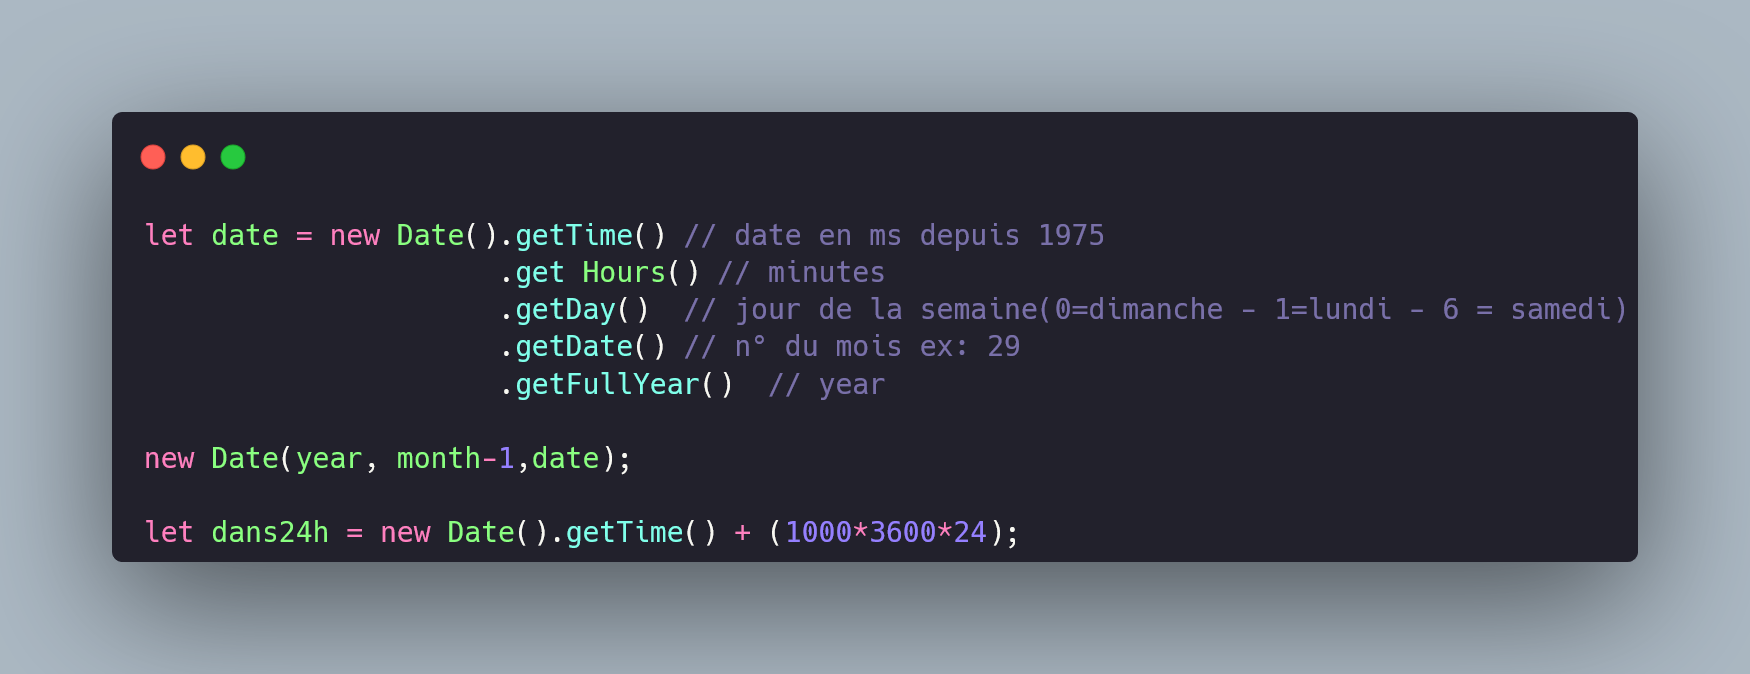 let date = new Date().getTime() // date en ms depuis 1975
.get Hours() // minutes
.getDay()  // jour de la semaine(0=dimanche - 1=lundi - 6 = samedi)
.getDate() // n° du mois ex: 29
.getFullYear()  // year
new Date(year, month-1,date);
let dans24h = new Date().getTime() + (1000*3600*24);